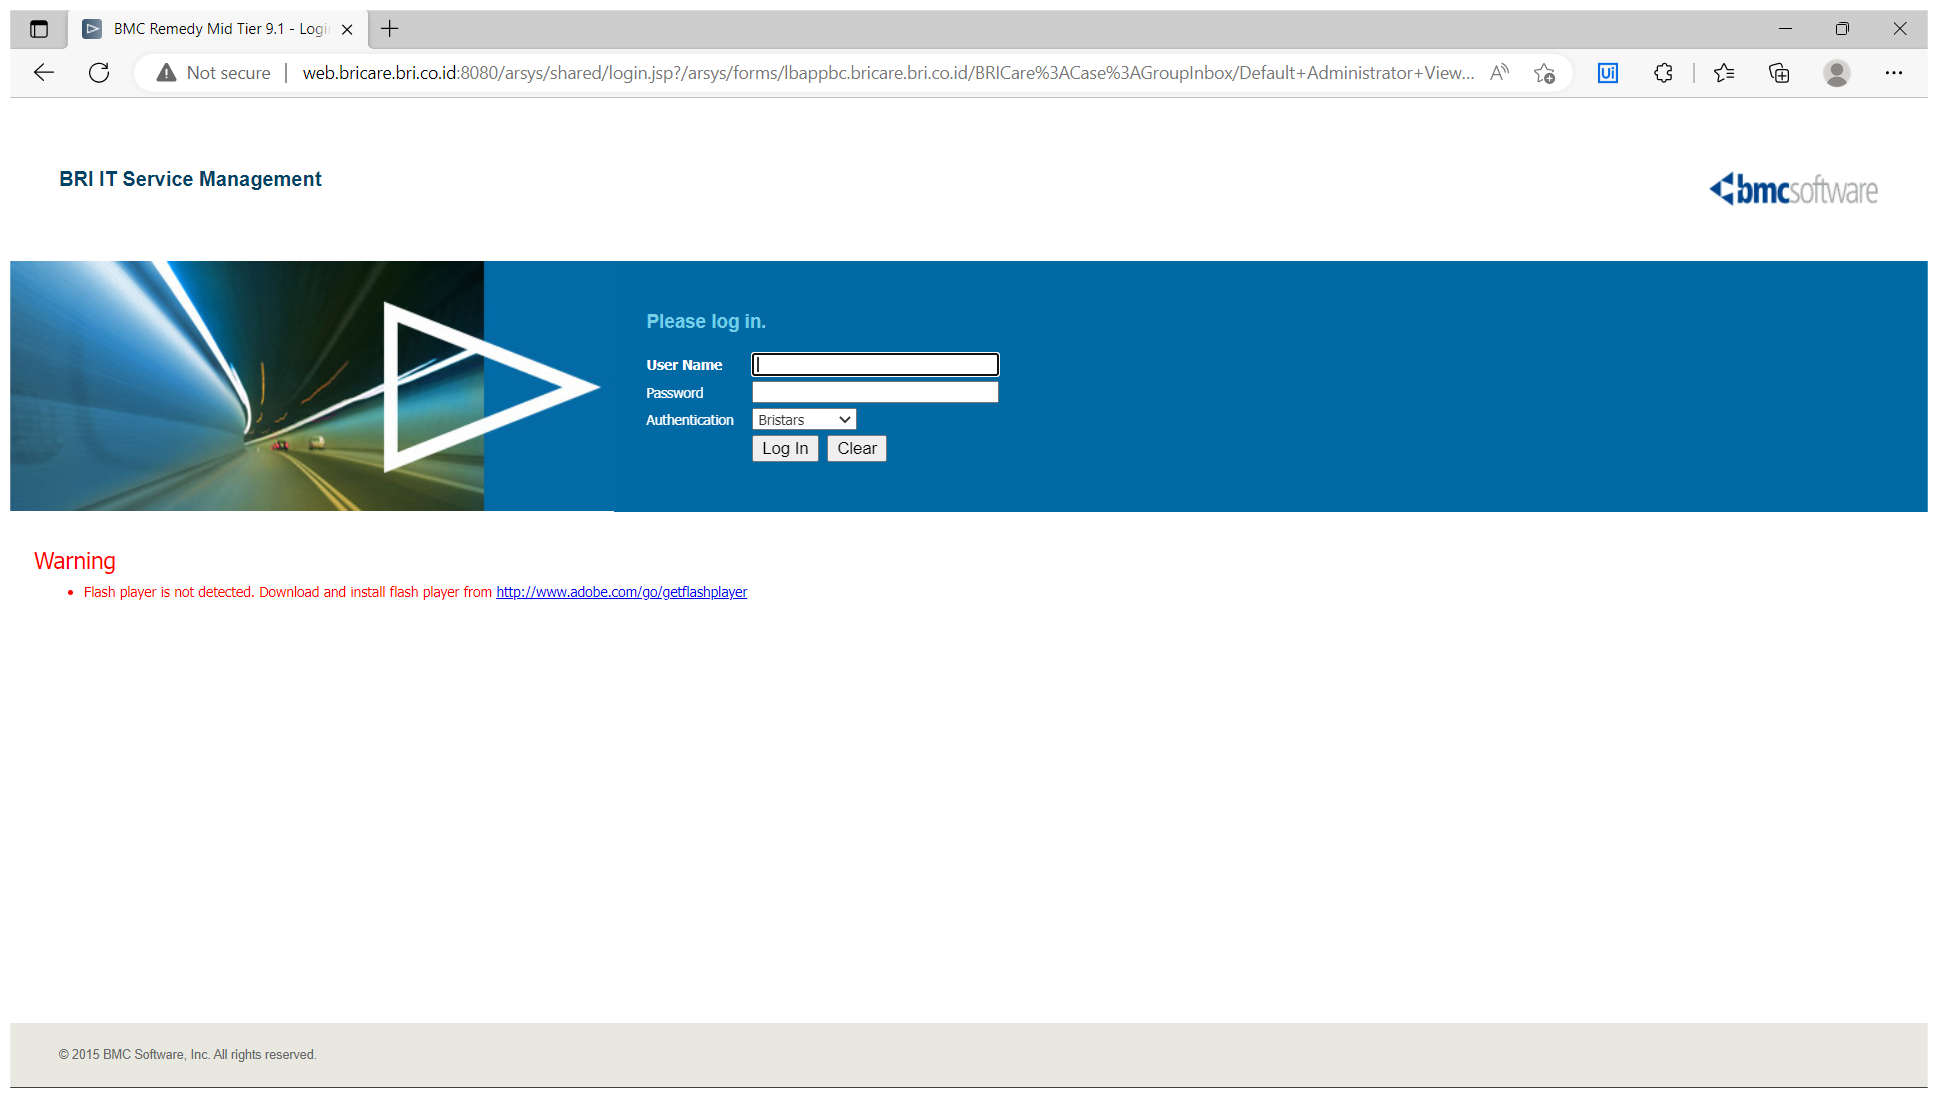 BMC Remedy Mid Tier 9.1 - Logi
Not secure
web.bricare.bri.co.id:8080/arsys/shared/login.jsp?/arsys/forms/lbappbc.bricare.bri.co.id/BRICare%3ACase%3AGroupInbox/Default+Administrator+View...
Ui
BRI IT Service Management
bmcsoftware
Please log in.
User Name
Password
Authentication
Bristars
Log In
Clear
Warning
• Flash player is not detected. Download and install flash player from http://www.adobe.com/go/getflashplayer
© 2015 BMC Software, Inc. All rights reserved.